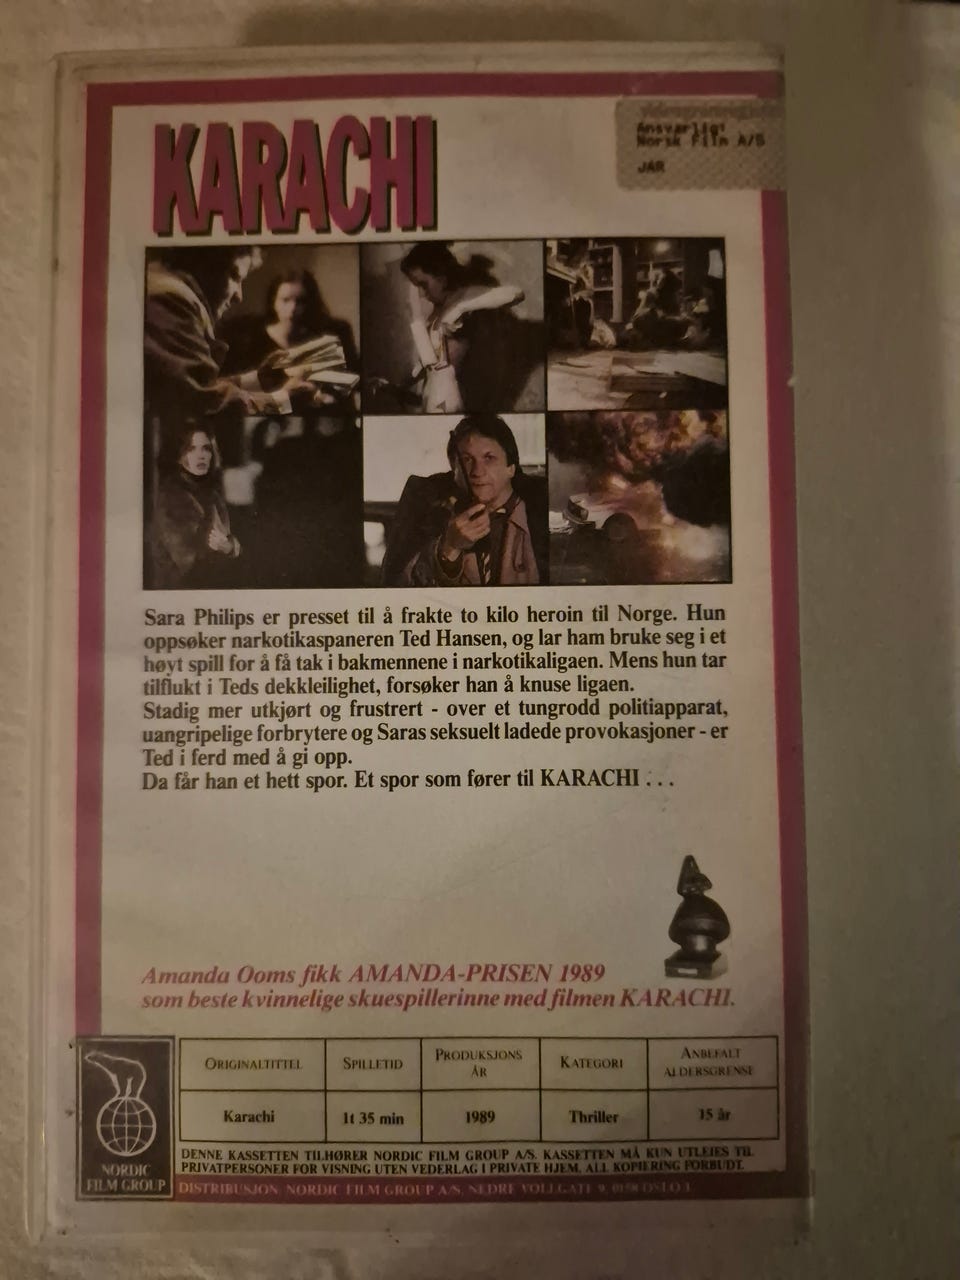 KARACHI
Ansvarlig:
Norsk Film A/S
JAR
Sara Philips er presset til å frakte to kilo heroin til Norge. Hun
oppsøker narkotikaspaneren Ted Hansen, og lar ham bruke seg i et
høyt spill for å få tak i bakmennene i narkotikaligaen. Mens hun tar
tilflukt i Teds dekkleilighet, forsøker han å knuse ligaen.
Stadig mer utkjørt og frustrert - over et tungrodd politiapparat,
uangripelige forbrytere og Saras seksuelt ladede provokasjoner - er
Ted i ferd med å gi opp.
Da får han et hett spor. Et spor som fører til KARACHI . . .
Amanda Ooms fikk AMANDA-PRISEN 1989
som beste kvinnelige skuespillerinne med filmen KARACHI.
ORIGINALTITTEL SPILLETID PRODUKSJONS ÅR KATEGORI ANBEFALT ALDERSGRENSE
Karachi 1t 35 min 1989 Thriller 15 år
NORDIC
FILM GROUP
DENNE KASSETTEN TILHØRER NORDIC FILM GROUP A/S. KASSETTEN MÅ KUN UTLEIES TIL
PRIVATPERSONER FOR VISNING UTEN VEDERLAG I PRIVATE HJEM. ALL KOPIERING FORBUDT.
DISTRIBUSJON: NORDIC FILM GROUP A/S, NEDRE VOLLGATE 9, 0158 OSLO 1